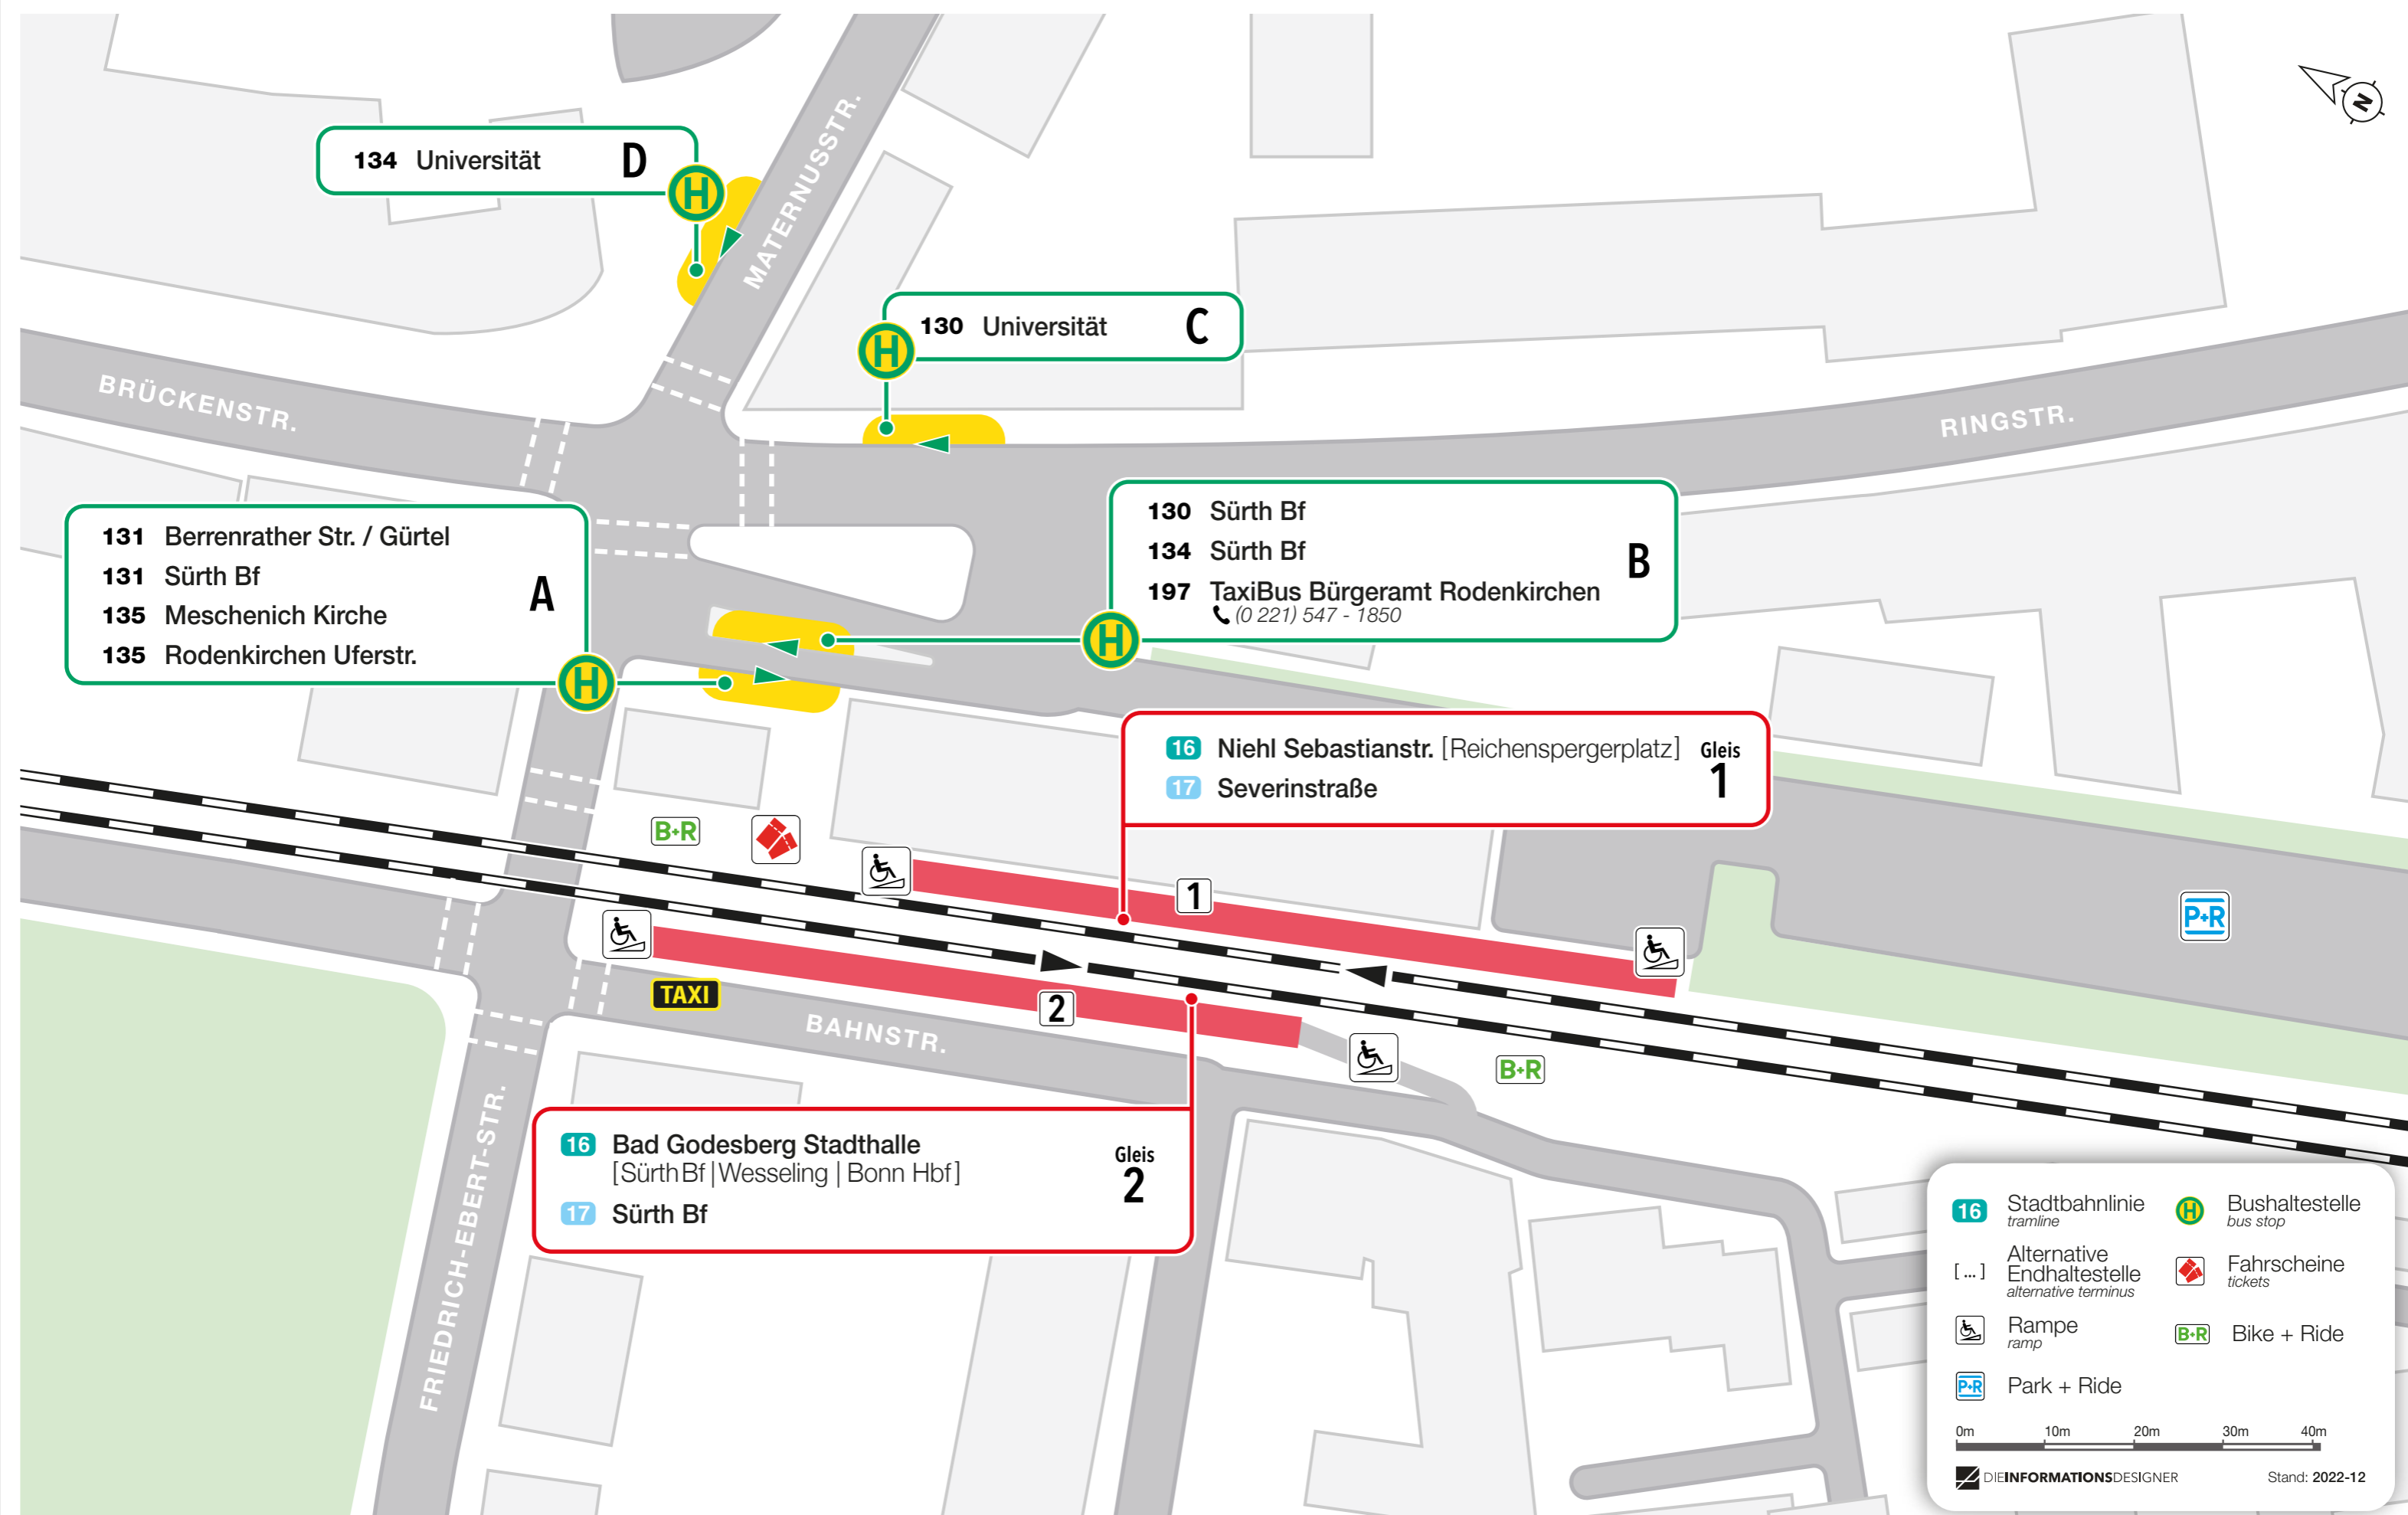 N
134 Universität D
H
MATERNUSSTR.
130 Universität C
H
BRÜCKENSTR.
RINGSTR.
131 Berrenrather Str. / Gürtel
131 Sürth Bf
135 Meschenich Kirche
135 Rodenkirchen Uferstr.
A
H
130 Sürth Bf
134 Sürth Bf
197 TaxiBus Bürgeramt Rodenkirchen
(0 221) 547 - 1850
B
H
16 Niehl Sebastianstr. [Reichenspergerplatz]
17 Severinstraße
Gleis
1
B+R
1
P+R
TAXI
2
BAHNSTR.
B+R
FRIEDRICH-EBERT-STR.
16 Bad Godesberg Stadthalle
[Sürth Bf | Wesseling | Bonn Hbf]
17 Sürth Bf
Gleis
2
16 Stadtbahnlinie
tramline
H Bushaltestelle
bus stop
[ ... ] Alternative
Endhaltestelle
alternative terminus
Fahrscheine
tickets
Rampe
ramp
B+R Bike + Ride
P+R Park + Ride
0m 10m 20m 30m 40m
DIEINFORMATIONSDESIGNER
Stand: 2022-12